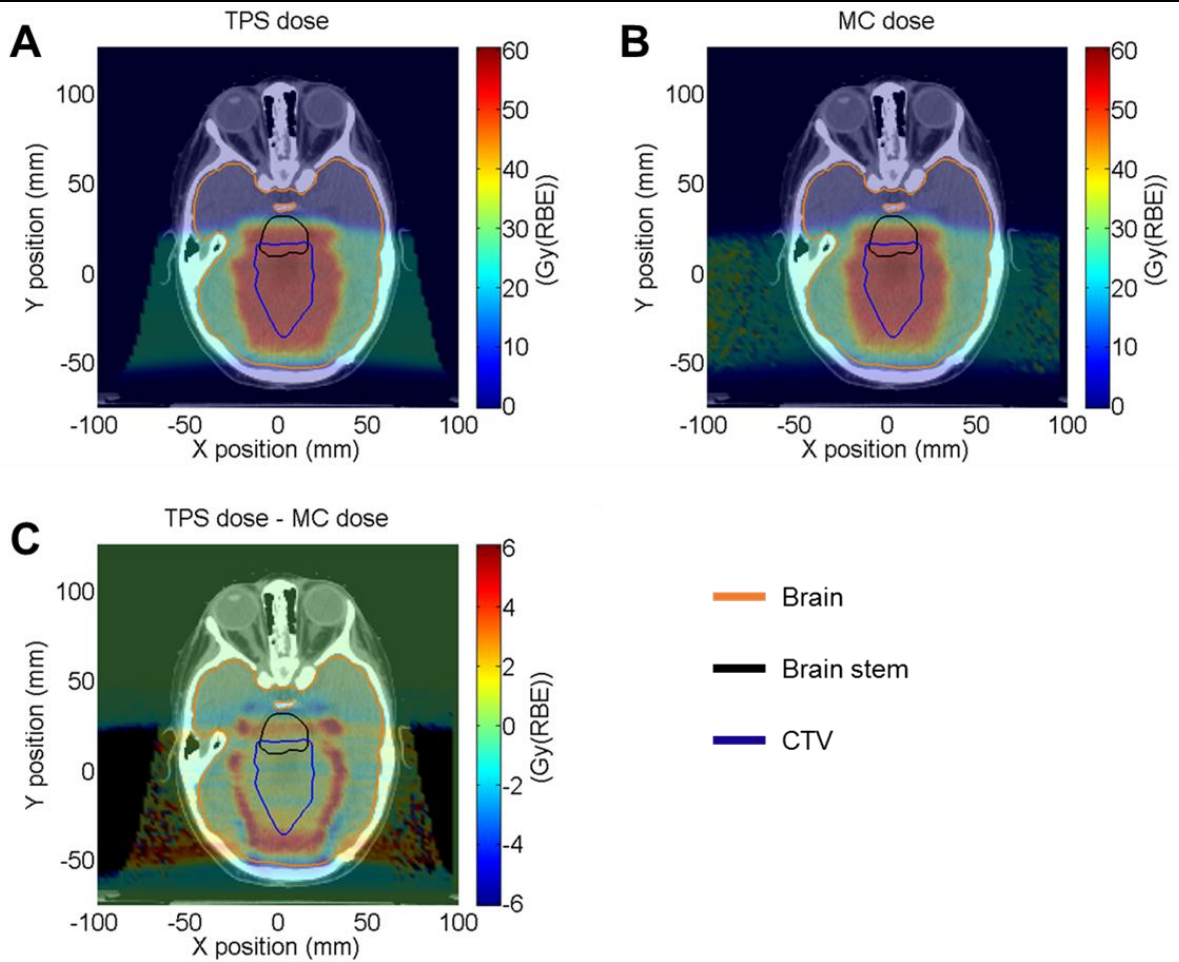 A
TPS dose
100
50
0
-50
-100
-50
0
50
100
X position (mm)
Y position (mm)
60
50
40
30
20
10
0
(Gy(RBE))
B
MC dose
100
50
0
-50
-100
-50
0
50
100
X position (mm)
Y position (mm)
60
50
40
30
20
10
0
(Gy(RBE))
C
TPS dose - MC dose
100
50
0
-50
-100
-50
0
50
100
X position (mm)
Y position (mm)
6
4
2
0
-2
-4
-6
(Gy(RBE))
Brain
Brain stem
CTV